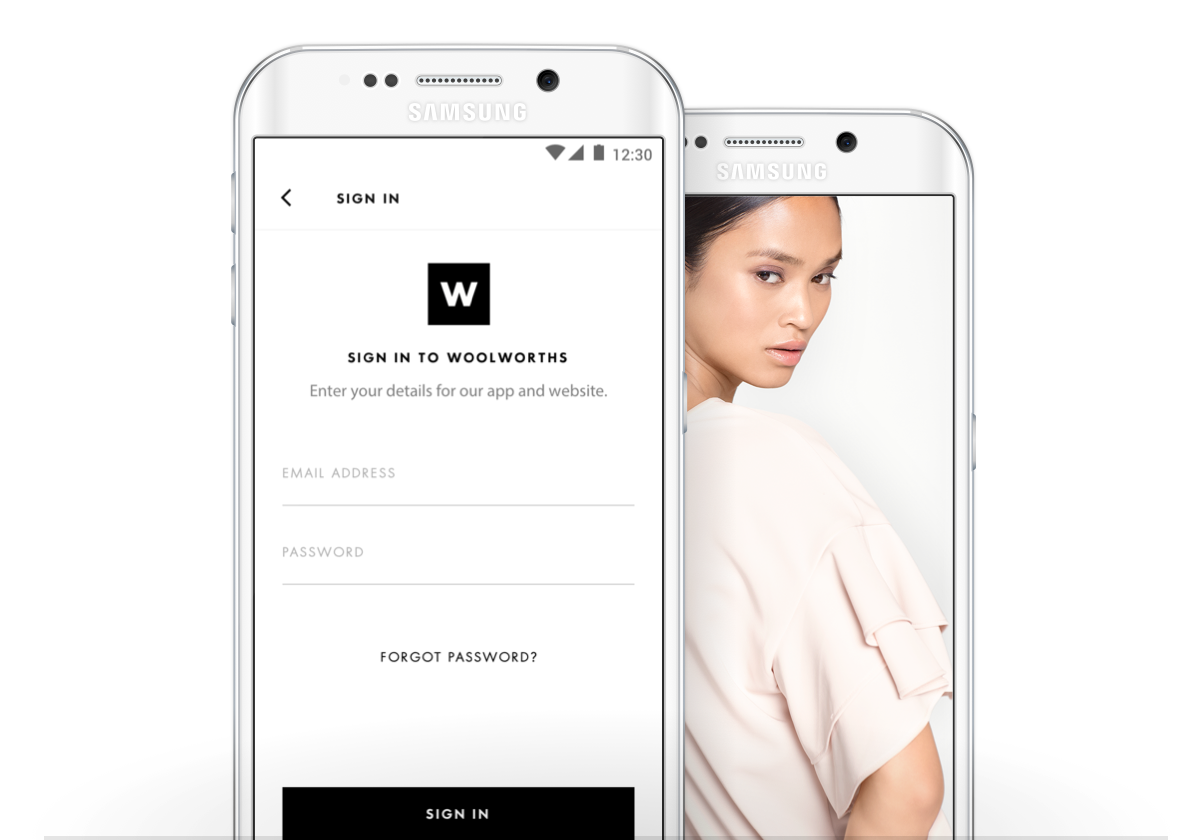 SAMSUNG
12:30
SIGN IN
W
SIGN IN TO WOOLWORTHS
Enter your details for our app and website.
EMAIL ADDRESS
PASSWORD
FORGOT PASSWORD?
SIGN IN
SAMSUNG